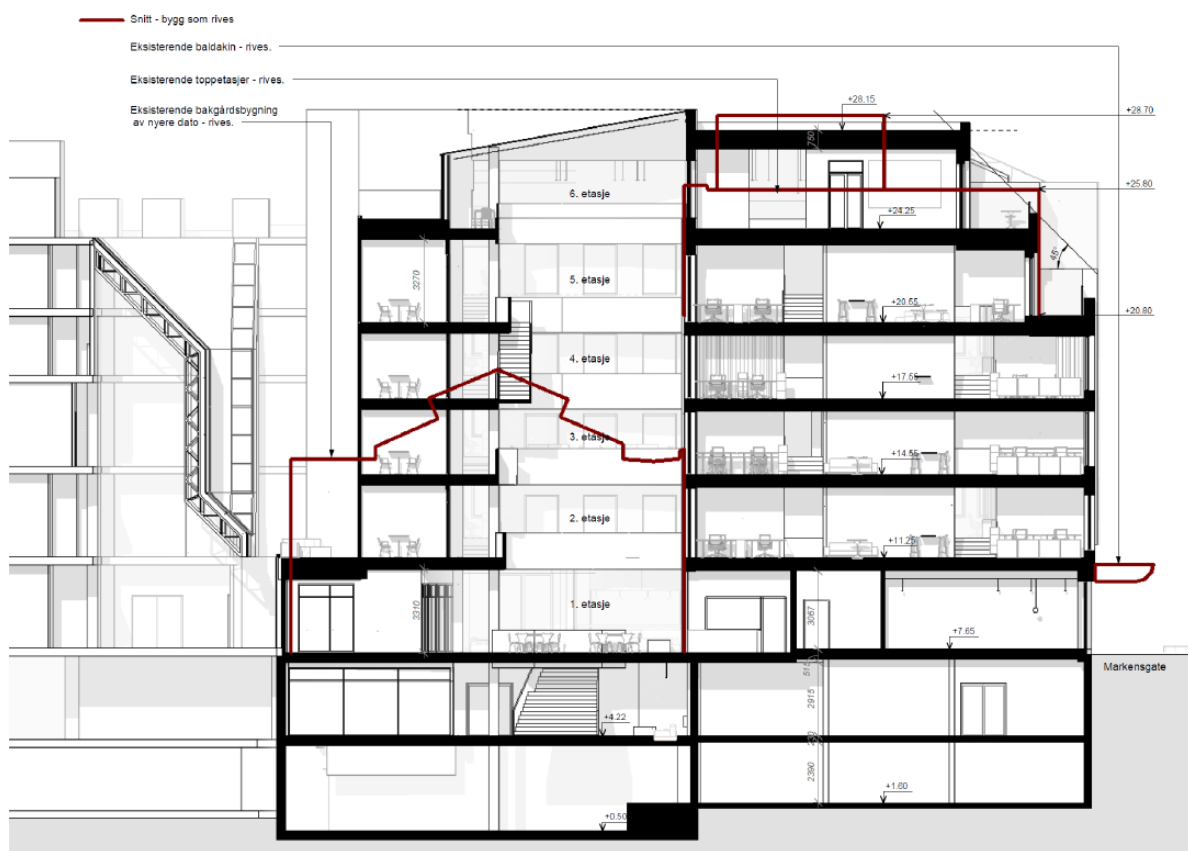 Snitt - bygg som rives
Eksisterende baldakin - rives.
Eksisterende toppetasjer - rives.
Eksisterende bakgårdsbygning
av nyere dato - rives.
+28.15
+28.70
750
6. etasje
+25.80
+24.25
45°
3270
5. etasje
+20.55
+20.80
4. etasje
+17.55
3. etasje
+14.55
2. etasje
+11.25
3310
1. etasje
3067
+7.65
Markensgate
515
2915
+4.22
2390
+1.60
+0.50